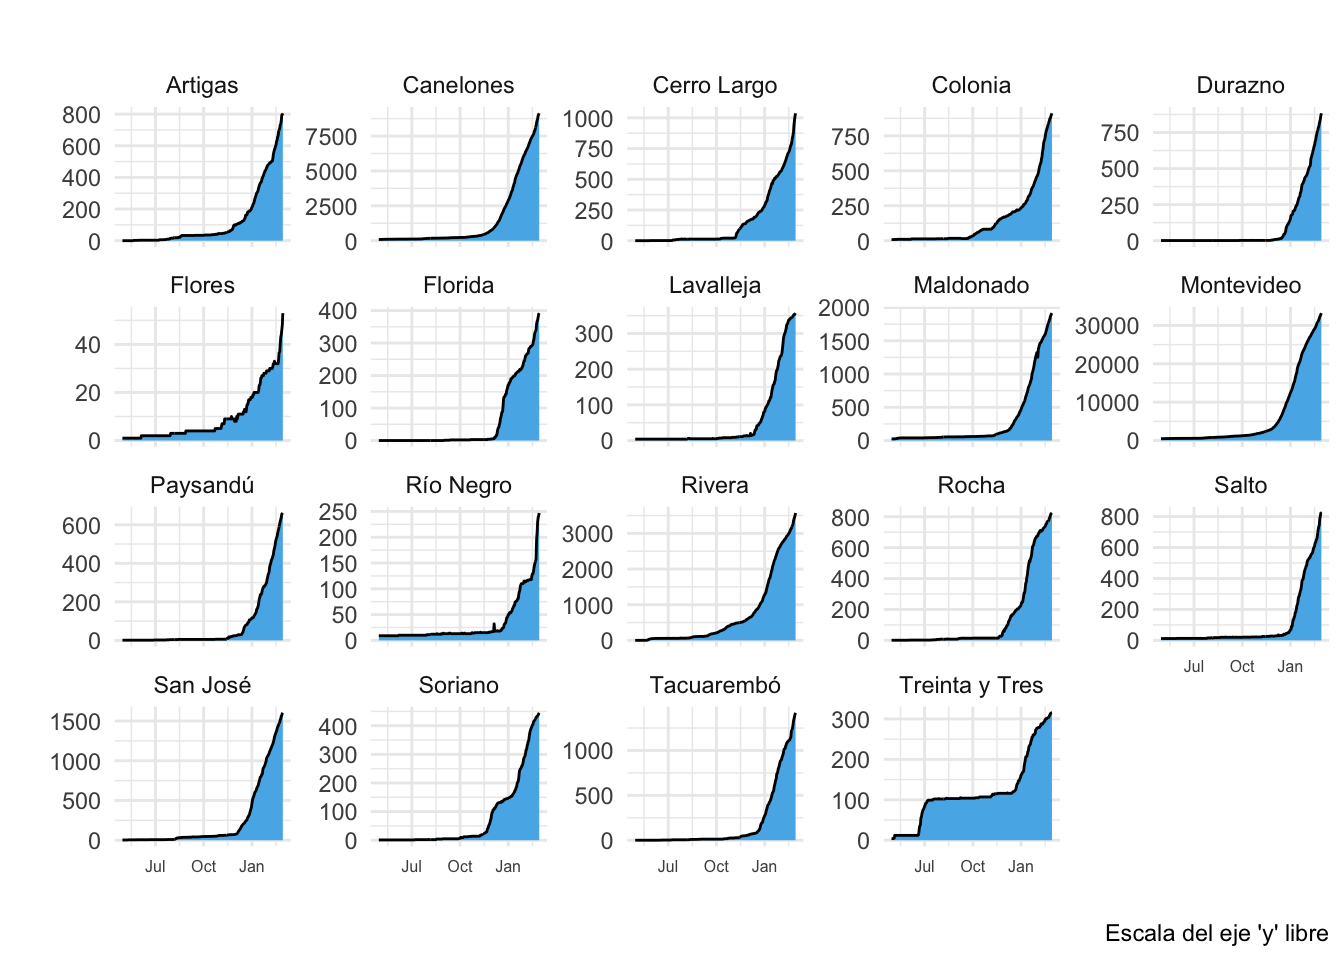 Artigas Canelones Cerro Largo Colonia Durazno
800 600 400 200 0
7500 5000 2500 0
1000 750 500 250 0
750 500 250 0
750 500 250 0
Flores Florida Lavalleja Maldonado Montevideo
40 20 0
400 300 200 100 0
300 200 100 0
2000 1500 1000 500 0
30000 20000 10000 0
Paysandú Río Negro Rivera Rocha Salto
600 400 200 0
250 200 150 100 50 0
3000 2000 1000 0
800 600 400 200 0
800 600 400 200 0
Jul Oct Jan
San José Soriano Tacuarembó Treinta y Tres
1500 1000 500 0
400 300 200 100 0
1000 500 0
300 200 100 0
Jul Oct Jan Jul Oct Jan Jul Oct Jan Jul Oct Jan
Escala del eje 'y' libre